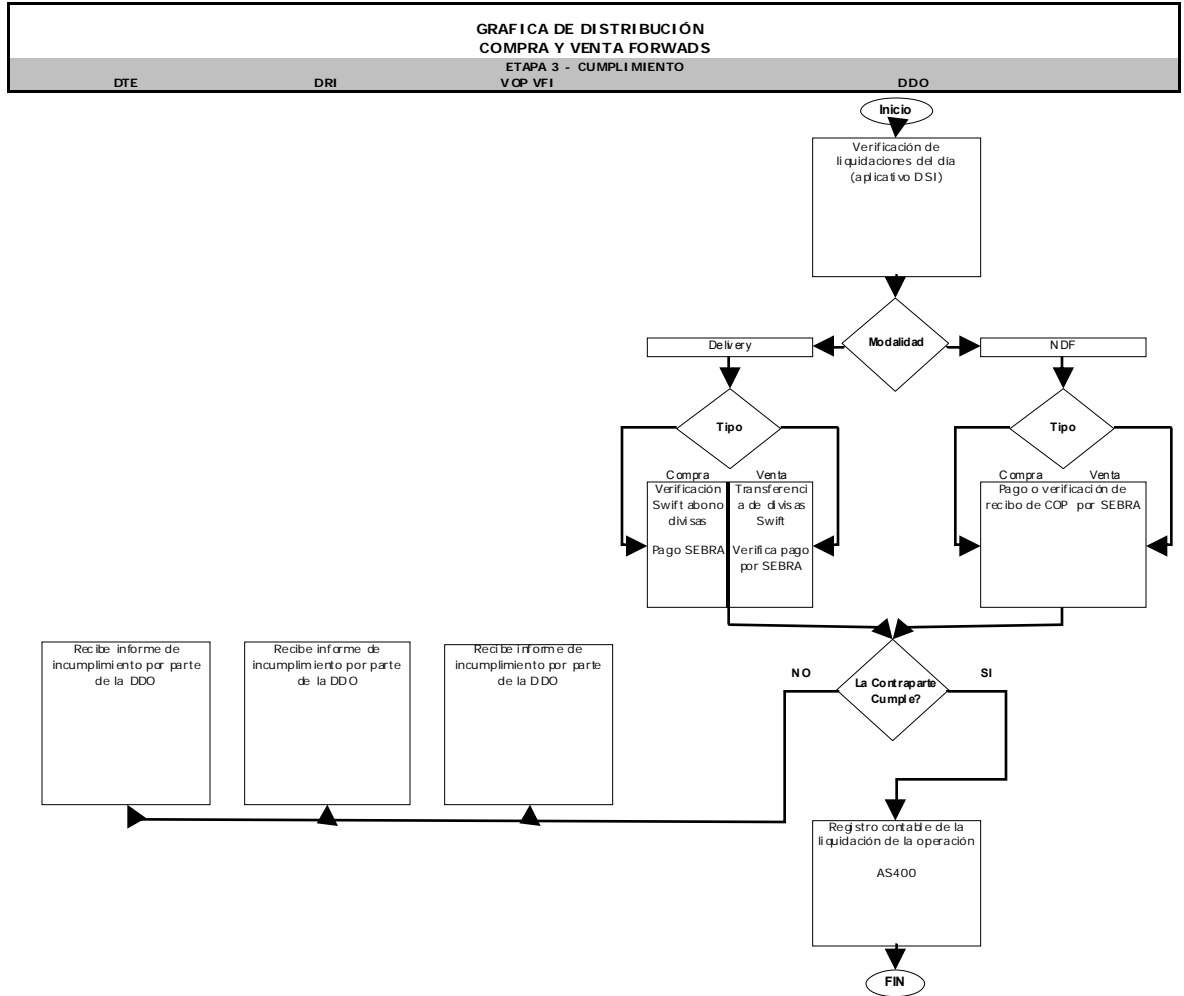 GRAFICA DE DISTRIBUCIÓN
COMPRA Y VENTA FORWADS
ETAPA 3 - CUMPLIMIENTO
DTE DRI VOP VFI DDO
Inicio
Verificación de
liquidaciones del día
(aplicativo DSI)
Modalidad
Delivery
NDF
Tipo
Tipo
Compra Venta
Compra Venta
Verificación
Swift abono
divisas
Pago SEBRA
Transferenci
a de divisas
Swift
Verifica pago
por SEBRA
Pago o verificación de
recibo de COP por SEBRA
Recibe informe de
incumplimiento por parte
de la DDO
Recibe informe de
incumplimiento por parte
de la DDO
Recibe informe de
incumplimiento por parte
de la DDO
NO
La Contraparte
Cumple?
SI
Registro contable de la
liquidación de la operación
AS400
FIN